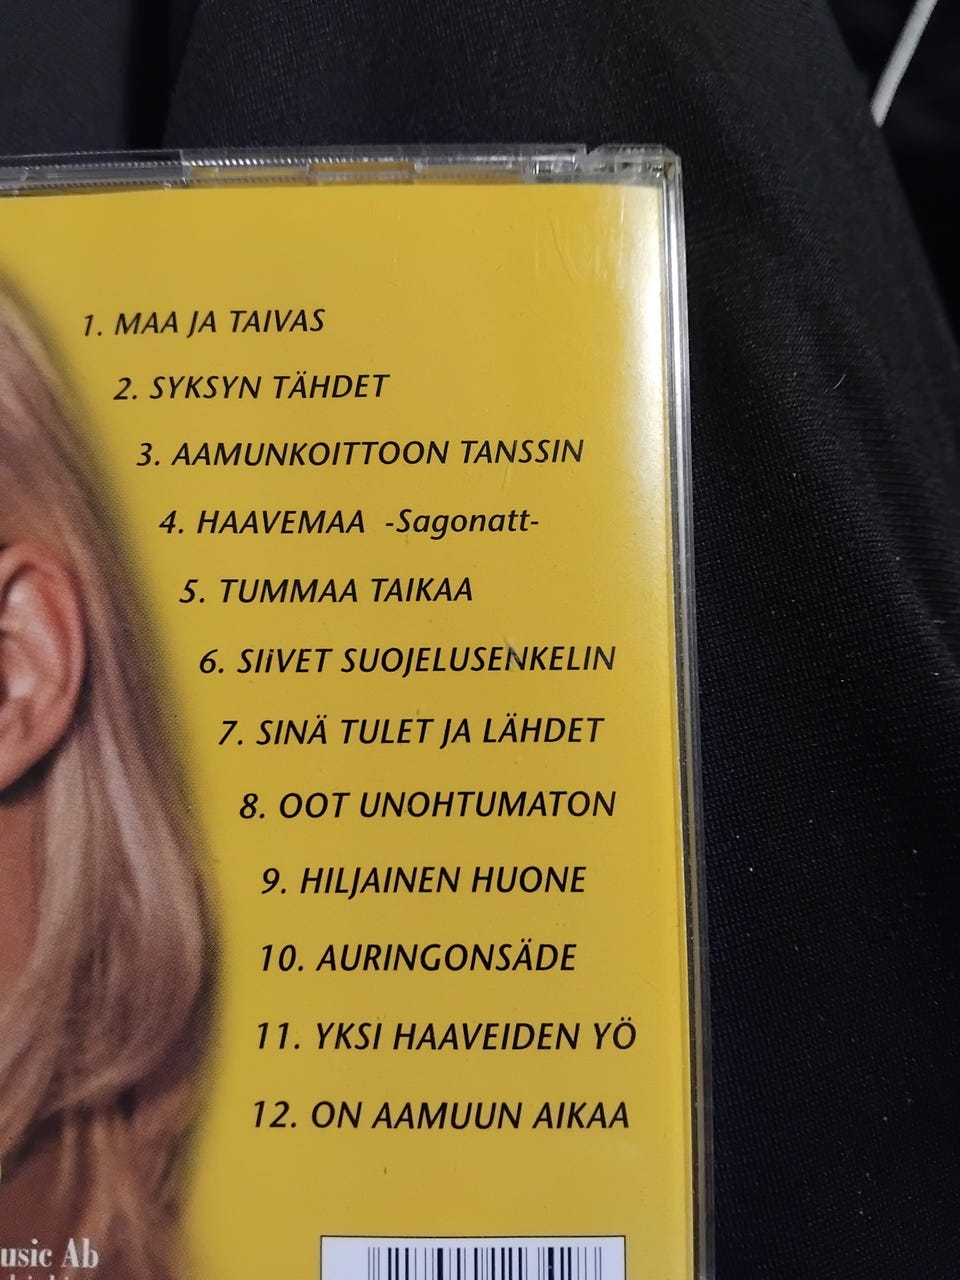 1. MAA JA TAIVAS
2. SYKSYN TÄHDET
3. AAMUNKOITTOON TANSSIN
4. HAAVEMAA -Sagonatt-
5. TUMMAA TAIKAA
6. SIiVET SUOJELUSENKELIN
7. SINÄ TULET JA LÄHDET
8. OOT UNOHTUMATON
9. HILJAINEN HUONE
10. AURINGONSÄDE
11. YKSI HAAVEIDEN YÖ
12. ON AAMUUN AIKAA
usic Ab